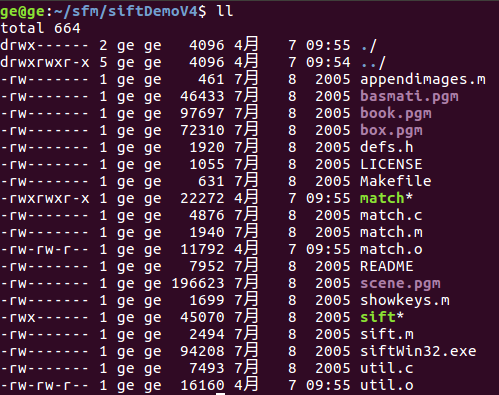 ge@ge:~/sfm/siftDemoV4$ ll
total 664
drwx------ 2 ge ge   4096 4月   7 09:55 ./
drwxrwxr-x 5 ge ge   4096 4月   7 09:54 ../
-rw------- 1 ge ge    461 7月   8  2005 appendimages.m
-rw------- 1 ge ge  46433 7月   8  2005 basmati.pgm
-rw------- 1 ge ge  97697 7月   8  2005 book.pgm
-rw------- 1 ge ge  72310 7月   8  2005 box.pgm
-rw------- 1 ge ge   1920 7月   8  2005 defs.h
-rw------- 1 ge ge   1055 7月   8  2005 LICENSE
-rw------- 1 ge ge    631 7月   8  2005 Makefile
-rwxrwxr-x 1 ge ge  22272 4月   7 09:55 match*
-rw------- 1 ge ge   4876 7月   8  2005 match.c
-rw------- 1 ge ge   1940 7月   8  2005 match.m
-rw-rw-r-- 1 ge ge  11792 4月   7 09:55 match.o
-rw------- 1 ge ge   7952 7月   8  2005 README
-rw------- 1 ge ge 196623 7月   8  2005 scene.pgm
-rw------- 1 ge ge   1699 7月   8  2005 showkeys.m
-rwx------ 1 ge ge  45070 7月   8  2005 sift*
-rw------- 1 ge ge   2494 7月   8  2005 sift.m
-rw------- 1 ge ge  94208 7月   8  2005 siftWin32.exe
-rw------- 1 ge ge   7493 7月   8  2005 util.c
-rw-rw-r-- 1 ge ge  16160 4月   7 09:55 util.o